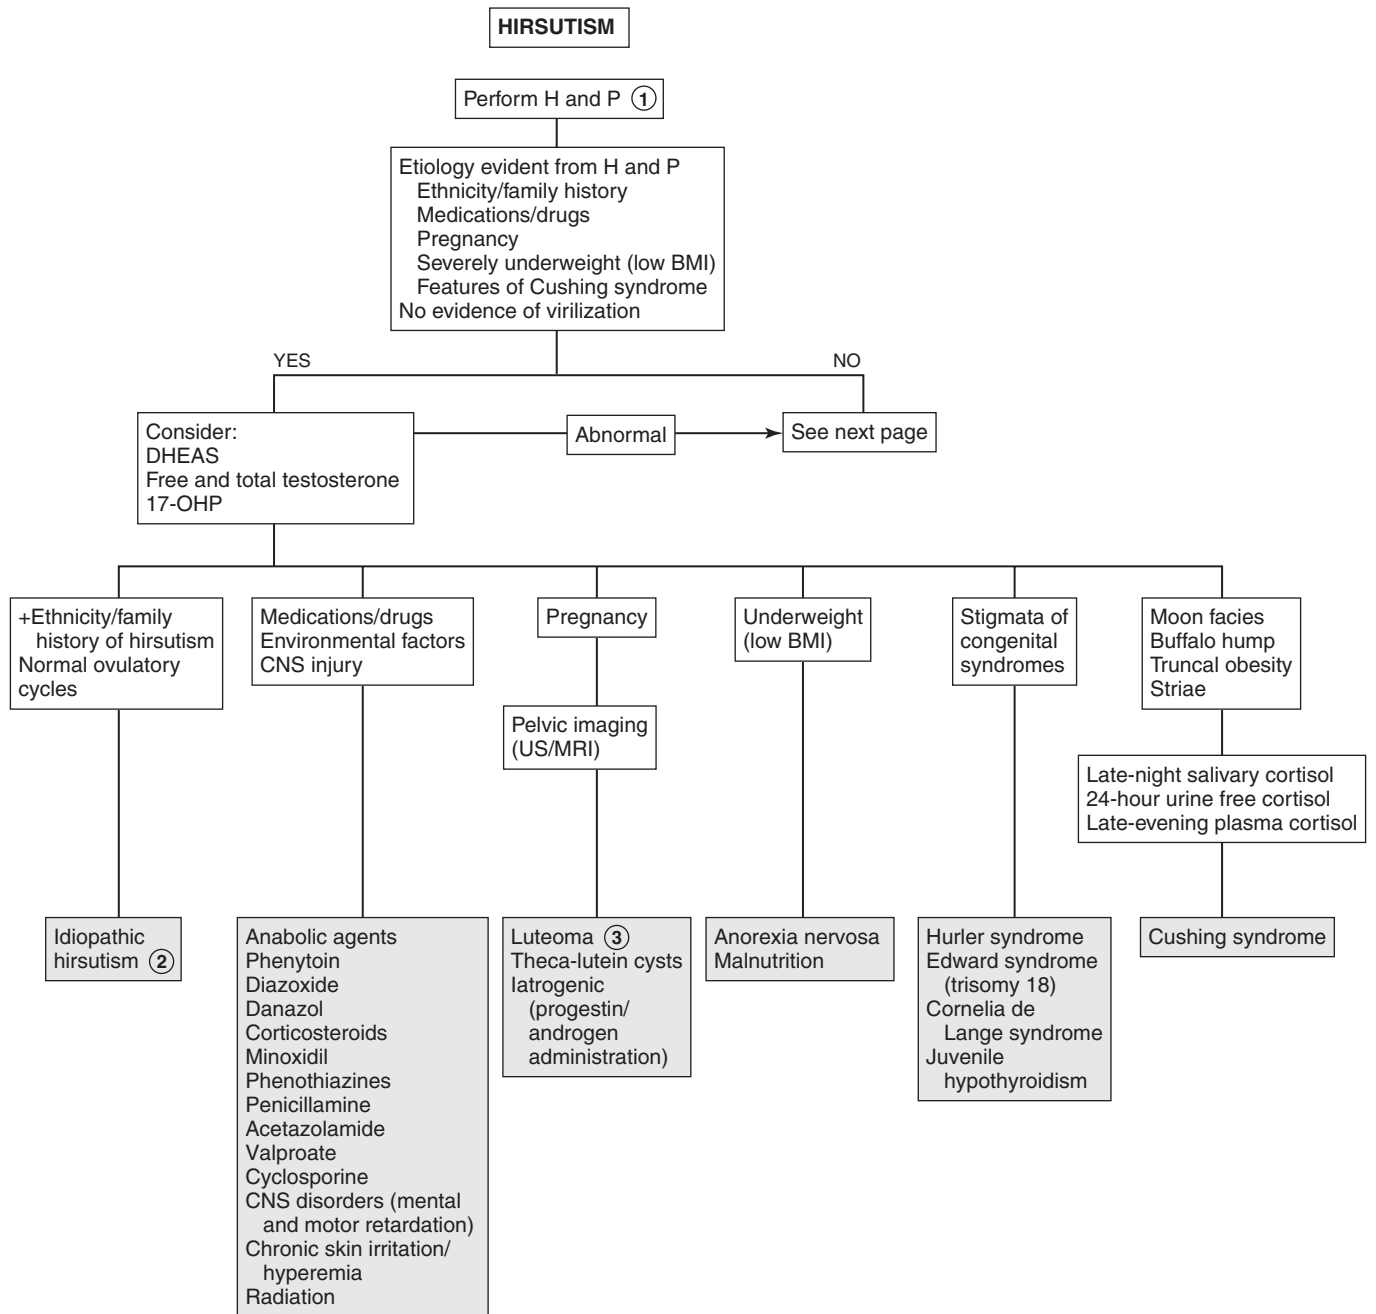 HIRSUTISM
Perform H and P ①
Etiology evident from H and P
Ethnicity/family history
Medications/drugs
Pregnancy
Severely underweight (low BMI)
Features of Cushing syndrome
No evidence of virilization
YES
NO
Consider:
DHEAS
Free and total testosterone
17-OHP
Abnormal
See next page
+Ethnicity/family
history of hirsutism
Normal ovulatory
cycles
Medications/drugs
Environmental factors
CNS injury
Pregnancy
Underweight
(low BMI)
Stigmata of
congenital
syndromes
Moon facies
Buffalo hump
Truncal obesity
Striae
Pelvic imaging
(US/MRI)
Late-night salivary cortisol
24-hour urine free cortisol
Late-evening plasma cortisol
Idiopathic
hirsutism ②
Anabolic agents
Phenytoin
Diazoxide
Danazol
Corticosteroids
Minoxidil
Phenothiazines
Penicillamine
Acetazolamide
Valproate
Cyclosporine
CNS disorders (mental
and motor retardation)
Chronic skin irritation/
hyperemia
Radiation
Luteoma ③
Theca-lutein cysts
Iatrogenic
(progestin/
androgen
administration)
Anorexia nervosa
Malnutrition
Hurler syndrome
Edward syndrome
(trisomy 18)
Cornelia de
Lange syndrome
Juvenile
hypothyroidism
Cushing syndrome